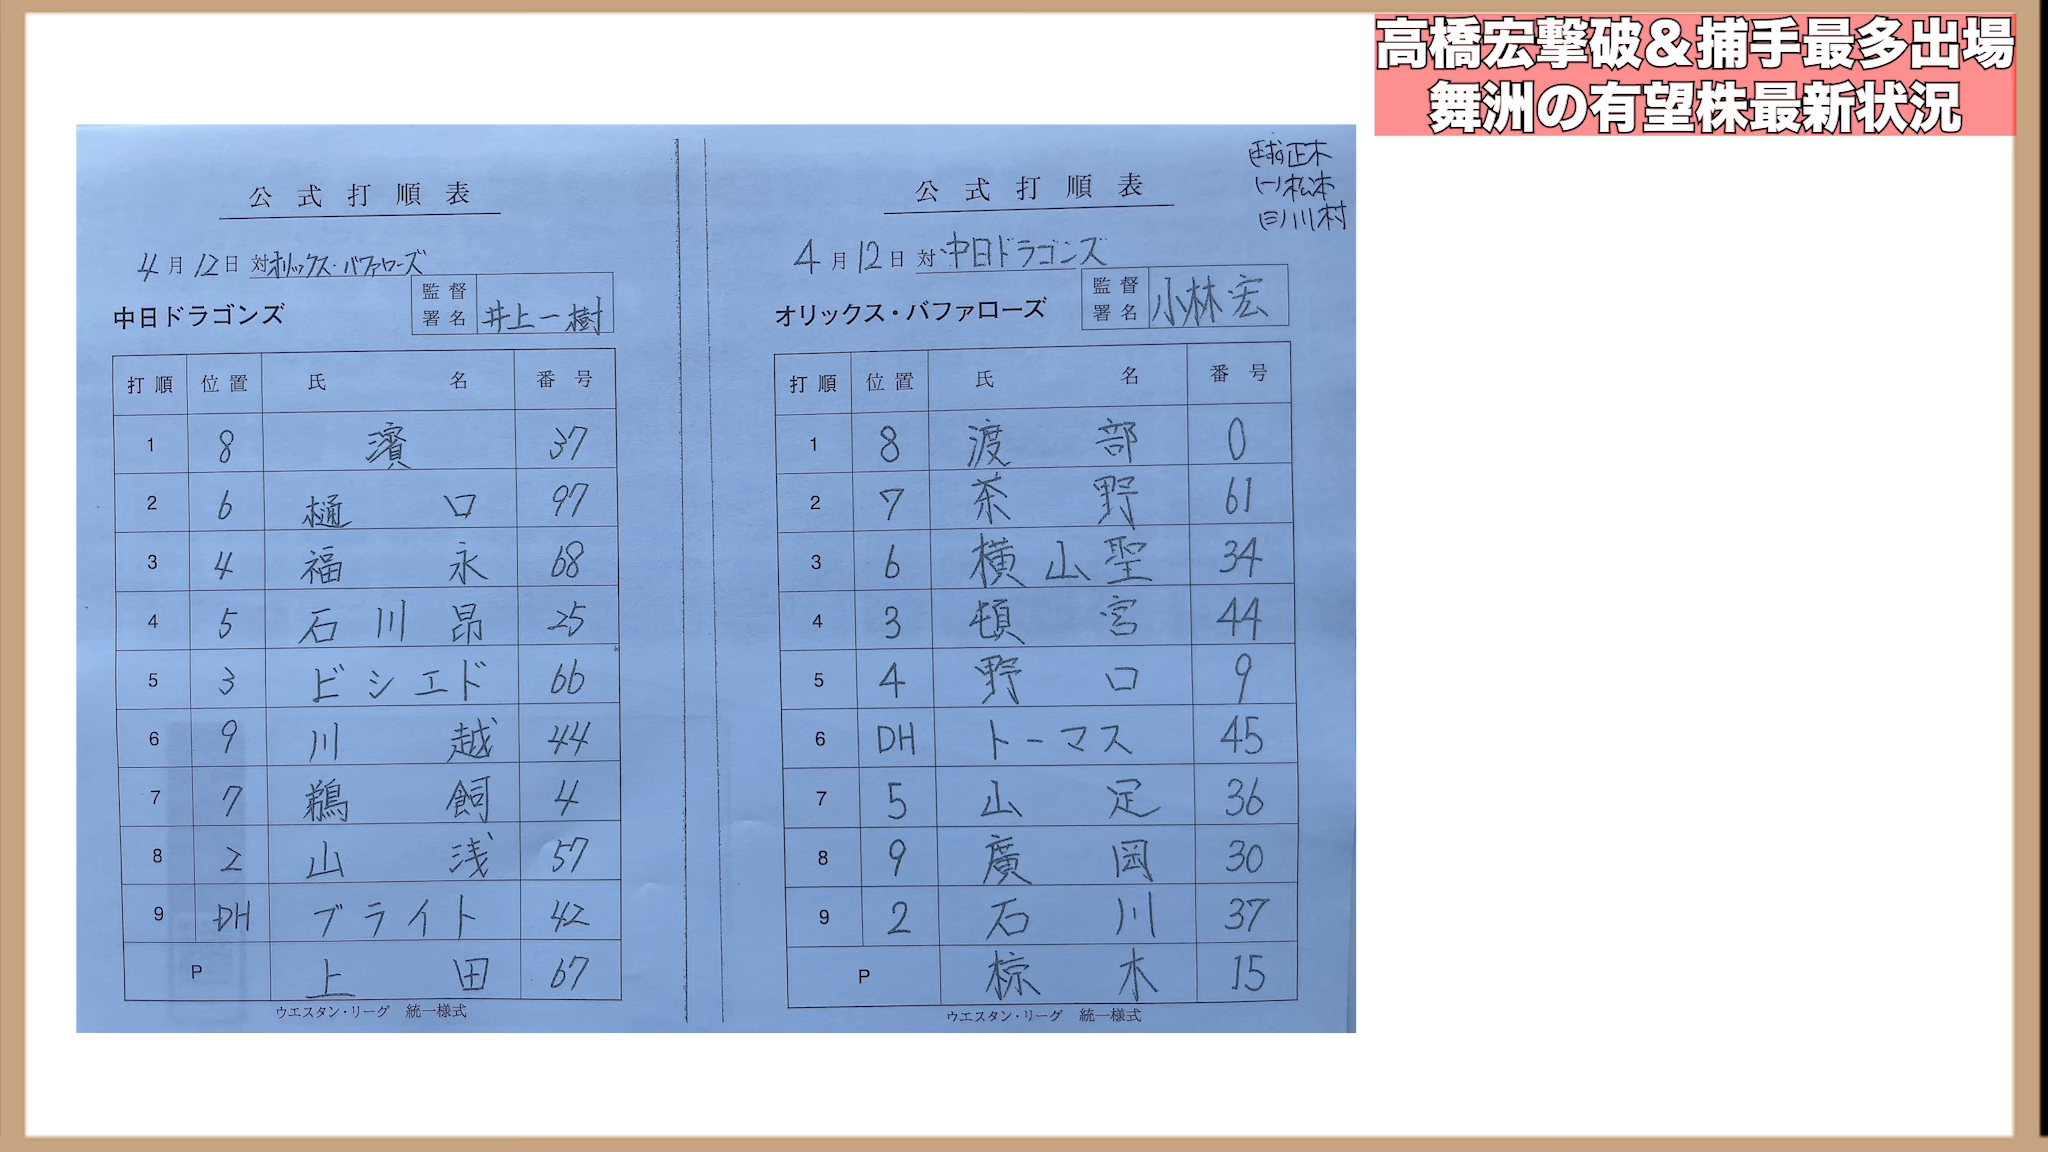 高橋宏撃破&捕手最多出場
舞洲の有望株最新状況
公式打順表
4月12日 対オリックス・バファローズ
中日ドラゴンズ
監督署名 井上一樹
打順 位置 氏名 番号
1 8 濱 37
2 6 樋口 97
3 4 福永 68
4 5 石川昂 25
5 3 ビシエド 66
6 9 川越 44
7 7 鵜飼 4
8 2 山浅 57
9 DH ブライト 42
P 上田 67
ウエスタン・リーグ 統一様式
球正木
(一)松本
(三)川村
公式打順表
4月12日 対中日ドラゴンズ
オリックス・バファローズ
監督署名 小林宏
打順 位置 氏名 番号
1 8 渡部 0
2 7 茶野 61
3 6 横山聖 34
4 3 頓宮 44
5 4 野口 9
6 DH トーマス 45
7 5 山足 36
8 9 廣岡 30
9 2 石川 37
P 椋木 15
ウエスタン・リーグ 統一様式